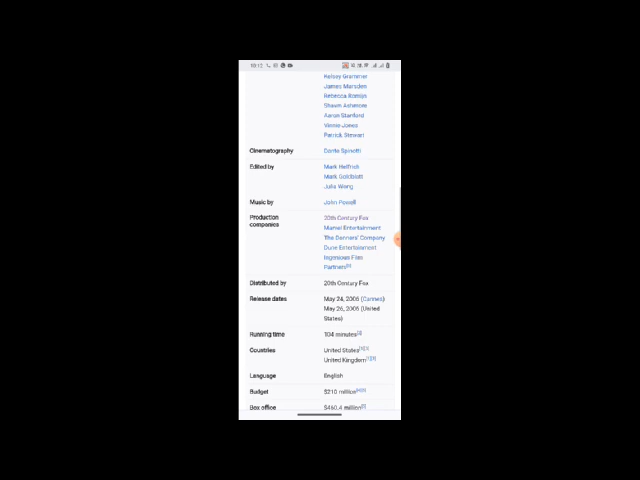 10:12
Kelsey Grammer
James Marsden
Rebecca Romijn
Shawn Ashmore
Aaron Stanford
Vinnie Jones
Patrick Stewart
Cinematography Dante Spinotti
Edited by Mark Helfrich
Mark Goldblatt
Julia Wong
Music by John Powell
Production companies 20th Century Fox
Marvel Entertainment
The Donners' Company
Dune Entertainment
Ingenious Film
Partners
Distributed by 20th Century Fox
Release dates May 24, 2006 (Cannes)
May 26, 2006 (United
States)
Running time 104 minutes
Countries United States
United Kingdom
Language English
Budget $210 million
Box office $460.4 million